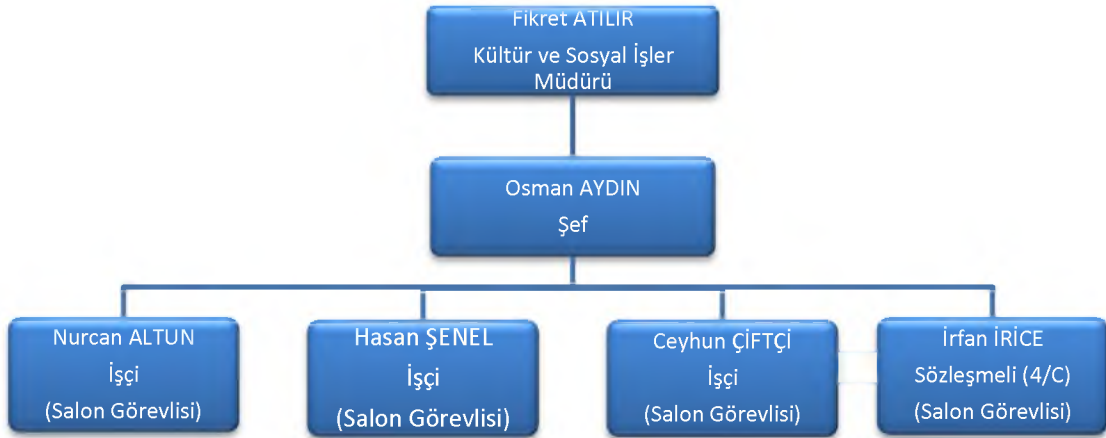 Fikret ATILIR
Kültür ve Sosyal İşler
Müdürü
Osman AYDIN
Şef
Nurcan ALTUN
İşçi
(Salon Görevlisi)
Hasan ŞENEL
İşçi
(Salon Görevlisi)
Ceyhun ÇİFTÇİ
İşçi
(Salon Görevlisi)
İrfan İRİCE
Sözleşmeli (4/C)
(Salon Görevlisi)